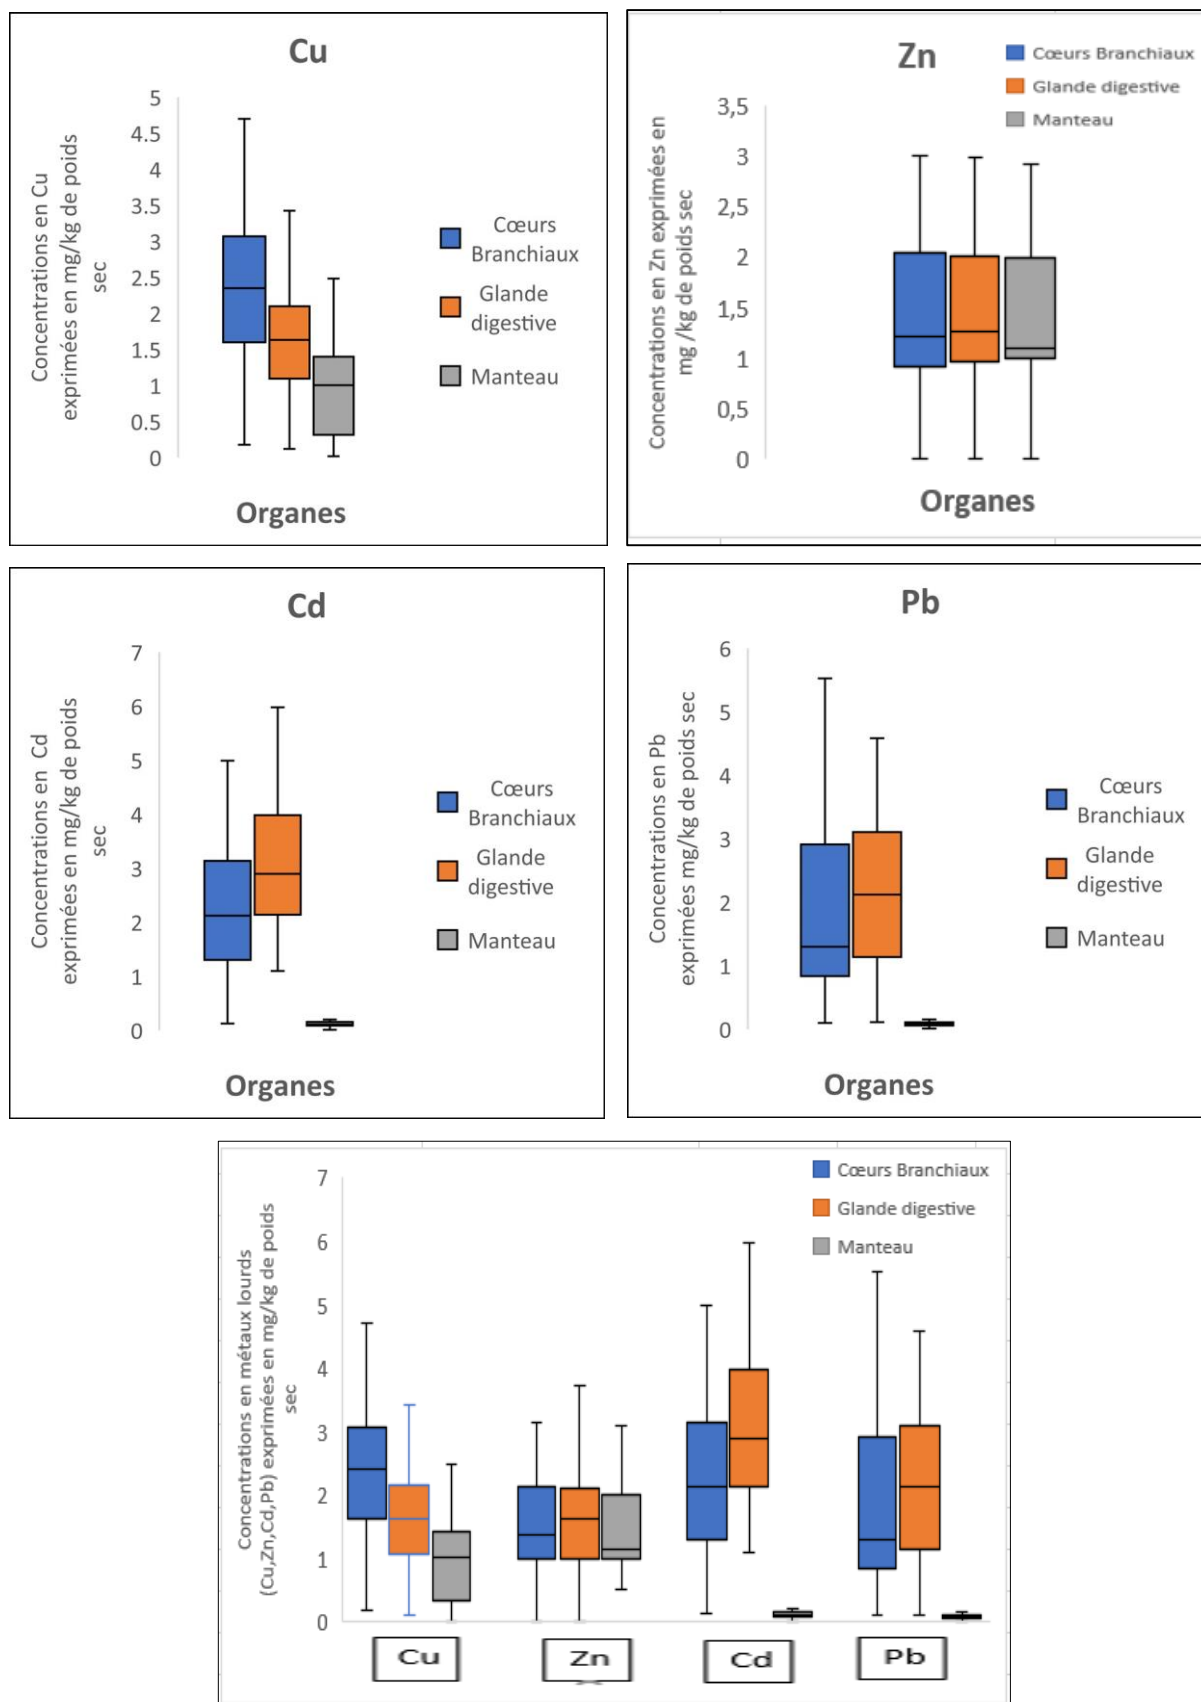 Cu
Concentrations en Cu
exprimées en mg/kg de poids
sec
5
4.5
4
3.5
3
2.5
2
1.5
1
0.5
0
Cœurs
Branchiaux
Glande
digestive
Manteau
Organes
Zn
Concentrations en Zn exprimées en
mg /kg de poids sec
3,5
3
2,5
2
1,5
1
0,5
0
Cœurs Branchiaux
Glande digestive
Manteau
Organes
Cd
Concentrations en Cd
exprimées en mg/kg de poids
sec
7
6
5
4
3
2
1
0
Cœurs
Branchiaux
Glande
digestive
Manteau
Organes
Pb
Concentrations en Pb
exprimées mg/kg de poids sec
6
5
4
3
2
1
0
Cœurs
Branchiaux
Glande
digestive
Manteau
Organes
Concentrations en métaux lourds
(Cu,Zn,Cd,Pb) exprimées en mg/kg de poids
sec
7
6
5
4
3
2
1
0
Cœurs Branchiaux
Glande digestive
Manteau
Cu
Zn
Cd
Pb